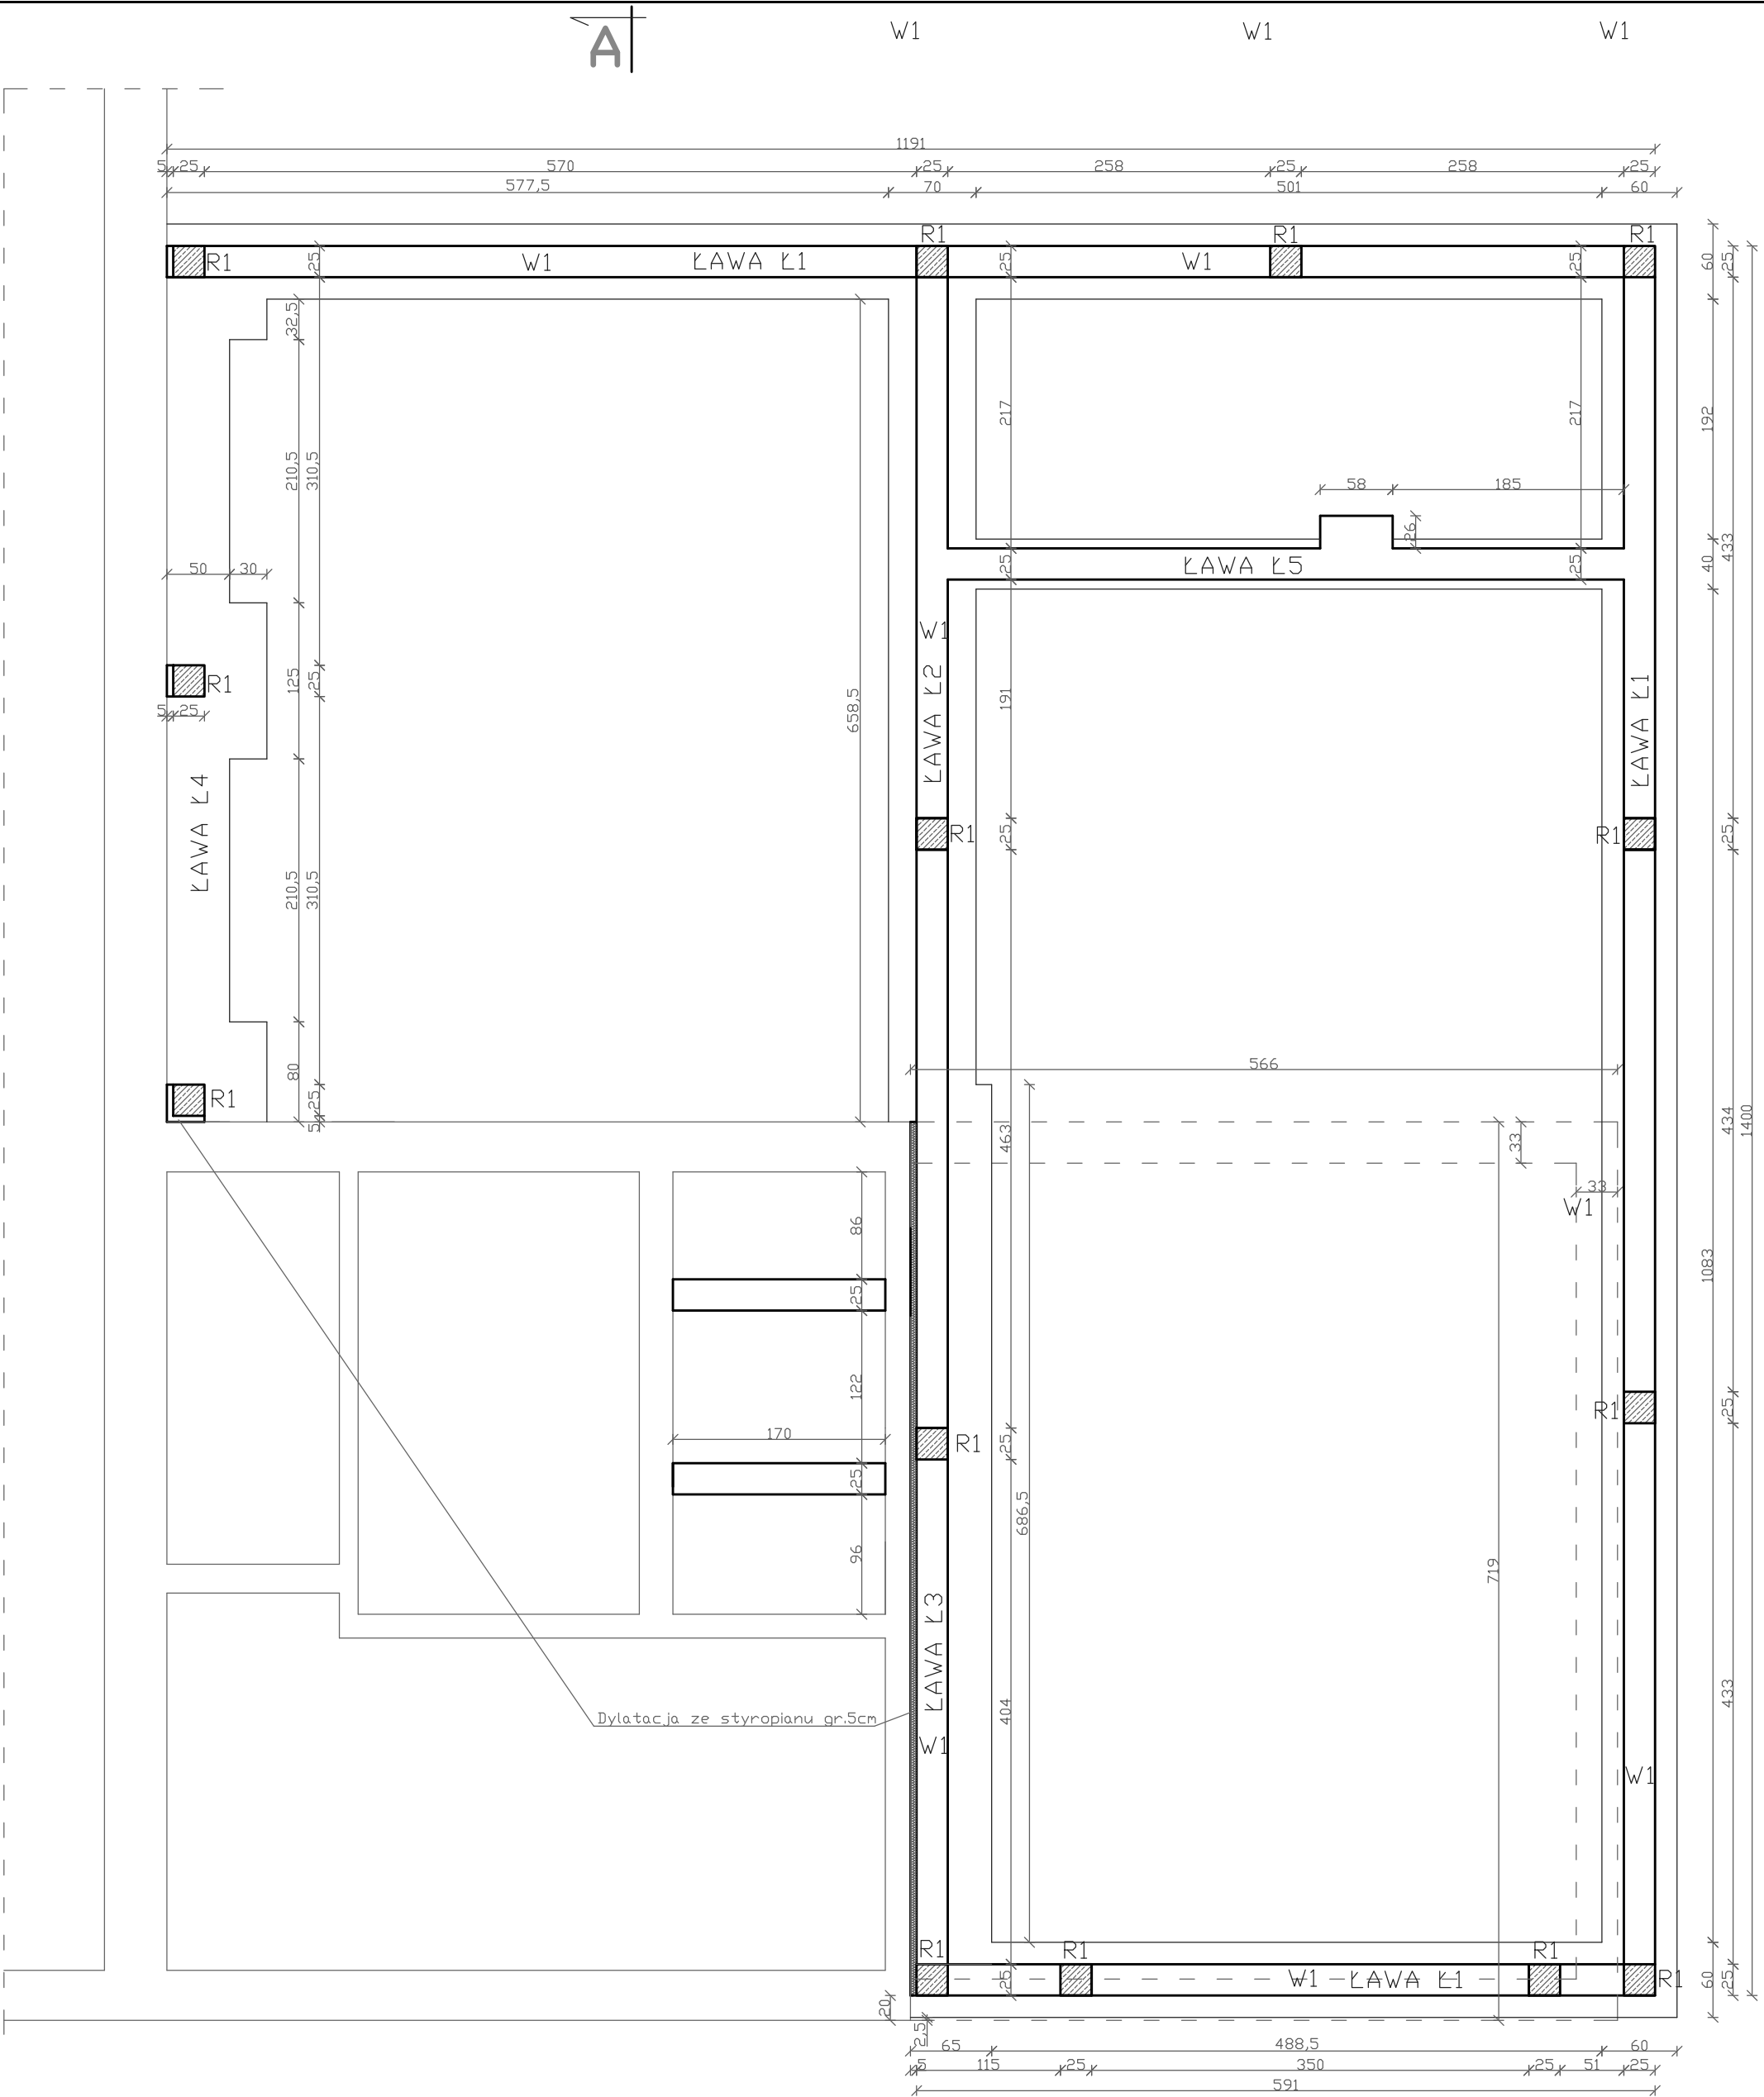 A
W1 W1 W1
1191
5 25 570 25 258 25 258 25
577,5 70 501 60
R1 R1 R1
R1 W1 ŁAWA Ł1 W1
25 25 25 60 25
32,5
217 217 192
210,5 310,5
58 185
26
433
ŁAWA Ł5
25 25 40
50 30
W1
125 25
R1
5 25
658,5
191
ŁAWA Ł2
ŁAWA Ł1
ŁAWA Ł4
R1 25 R1 25
210,5 310,5
566
80
25
R1
5
463
33
434
1400
33
W1
86
1083
25
122
R1 25
170
R1 25
25
686,5
96
719
ŁAWA Ł3
404
433
Dylatacja ze styropianu gr.5cm
W1
W1
R1 R1 R1
25 W1 ŁAWA Ł1 R1
60 25
20
2,5
65 488,5 60
5 115 25 350 25 51 25
591